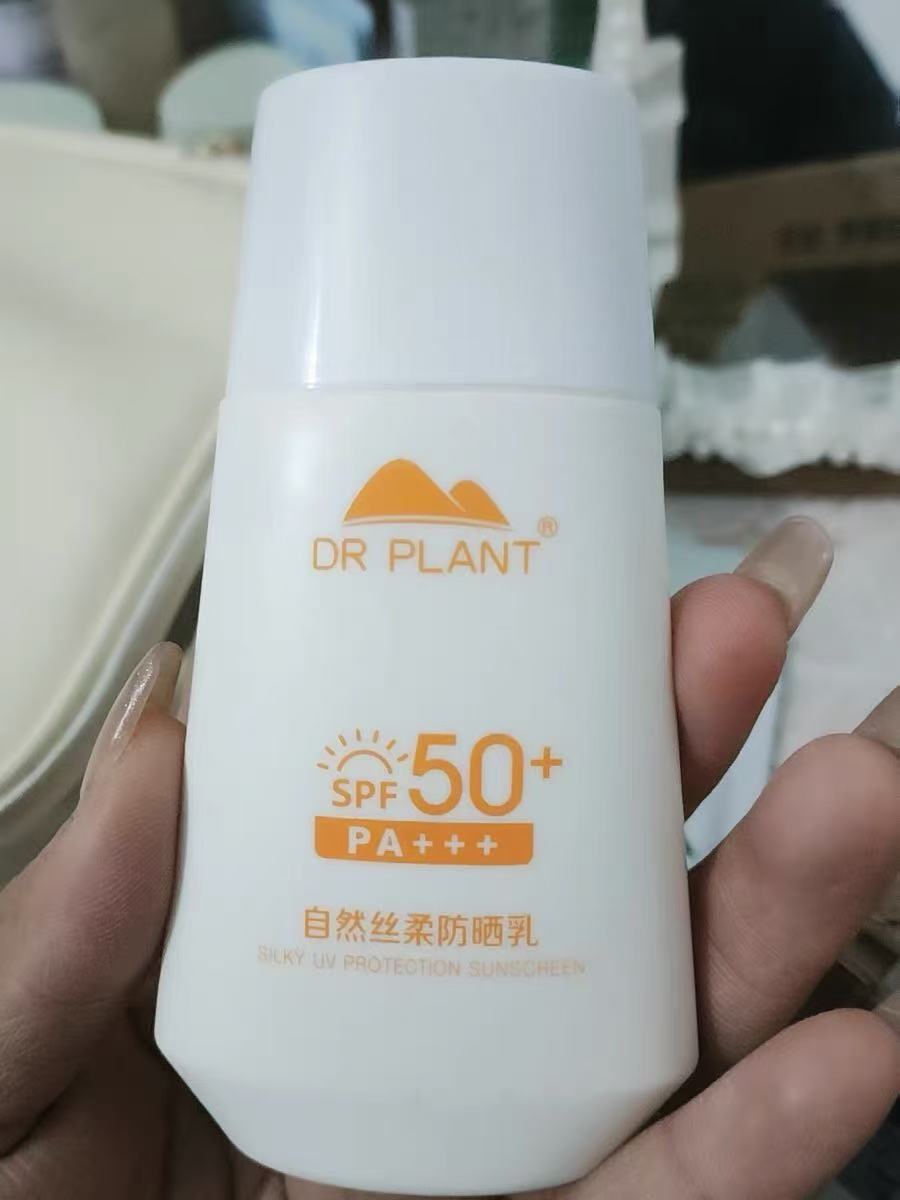 DR PLANT®
SPF 50+
PA+++
自然丝柔防晒乳
SILKY UV PROTECTION SUNSCREEN